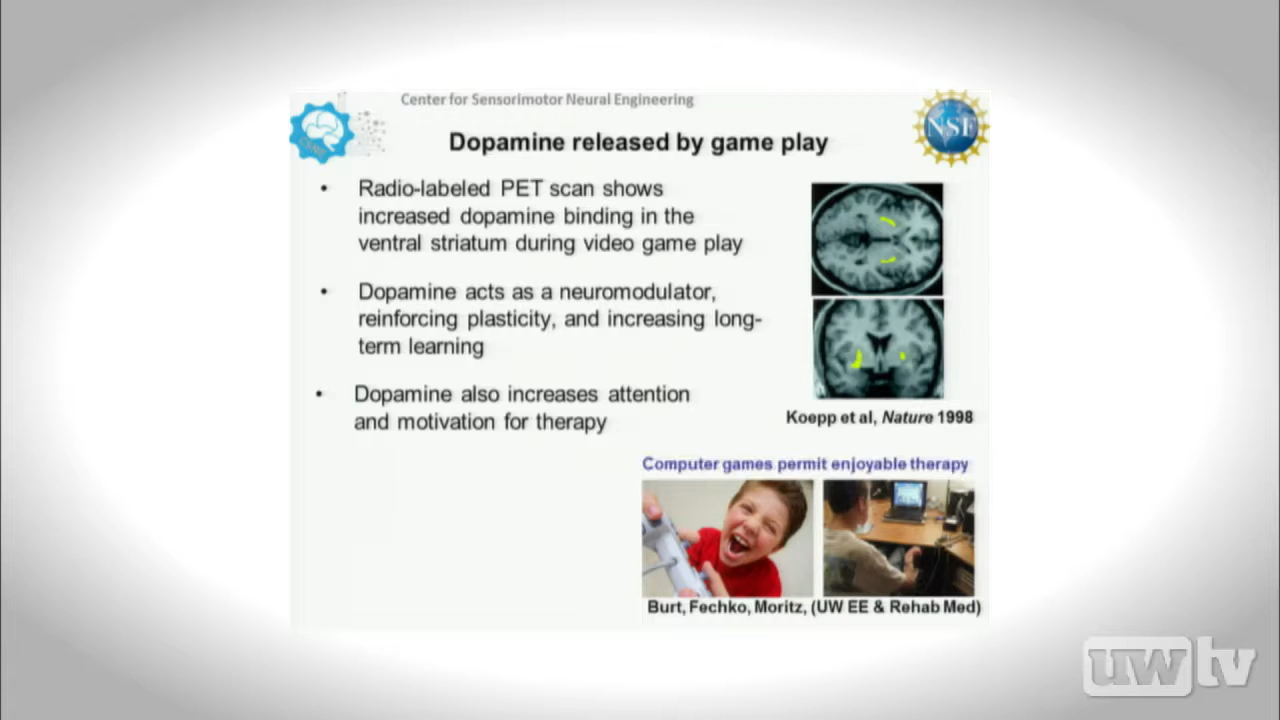 Center for Sensorimotor Neural Engineering
NSF
Dopamine released by game play
• Radio-labeled PET scan shows
increased dopamine binding in the
ventral striatum during video game play
• Dopamine acts as a neuromodulator,
reinforcing plasticity, and increasing long-
term learning
• Dopamine also increases attention
and motivation for therapy
Koepp et al, Nature 1998
Computer games permit enjoyable therapy
Burt, Fechko, Moritz, (UW EE & Rehab Med)
uwtv